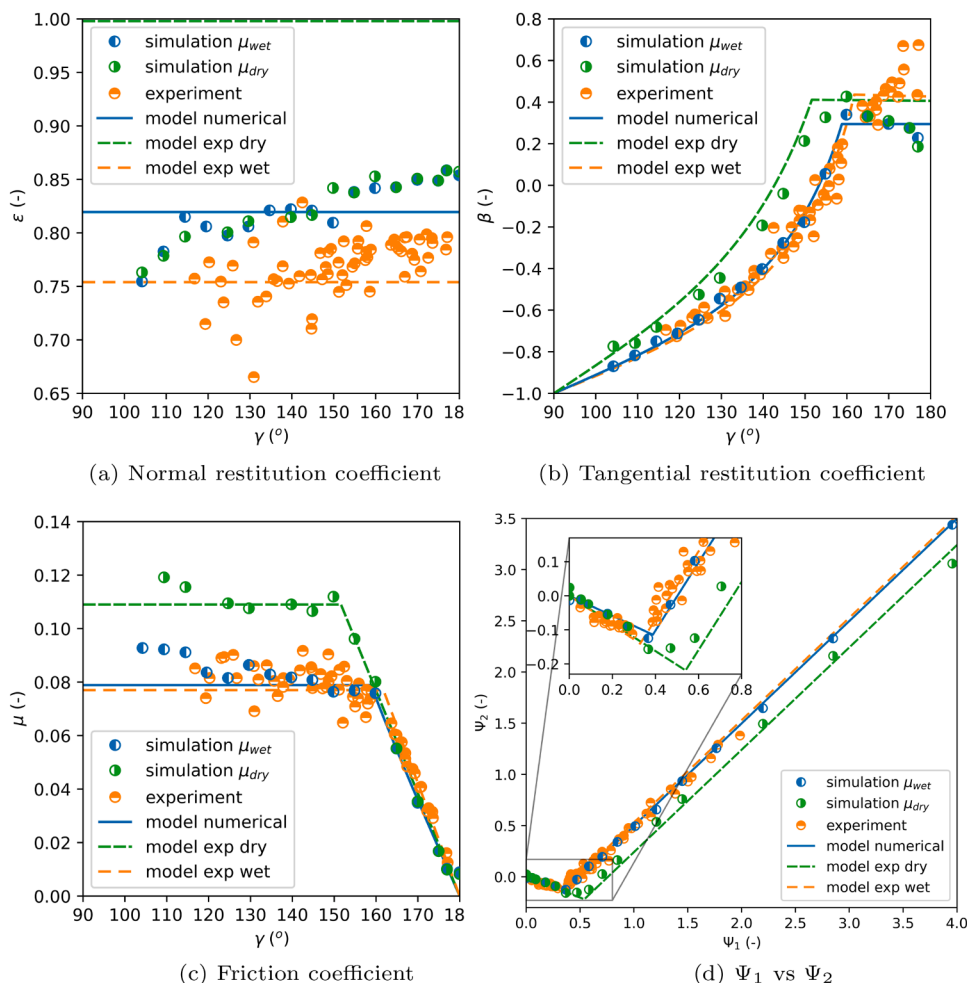 1.00
0.95
0.90
0.85
0.80
0.75
0.70
0.65
ε (-)
simulation μwet
simulation μdry
experiment
model numerical
model exp dry
model exp wet
90 100 110 120 130 140 150 160 170 180
γ (o)
(a) Normal restitution coefficient
0.8
0.6
0.4
0.2
0.0
−0.2
−0.4
−0.6
−0.8
−1.0
β (-)
simulation μwet
simulation μdry
experiment
model numerical
model exp dry
model exp wet
90 100 110 120 130 140 150 160 170 180
γ (o)
(b) Tangential restitution coefficient
0.14
0.12
0.10
0.08
0.06
0.04
0.02
0.00
μ (-)
simulation μwet
simulation μdry
experiment
model numerical
model exp dry
model exp wet
90 100 110 120 130 140 150 160 170 180
γ (o)
(c) Friction coefficient
3.5
3.0
2.5
1.5
1.0
0.5
0.0
Ψ2 (-)
0.1
0.0
−0.1
−0.2
0.0 0.2 0.4 0.6 0.8
simulation μwet
simulation μdry
experiment
model numerical
model exp dry
model exp wet
0.0 0.5 1.0 1.5 2.0 2.5 3.0 3.5 4.0
Ψ1 (-)
(d) Ψ1 vs Ψ2